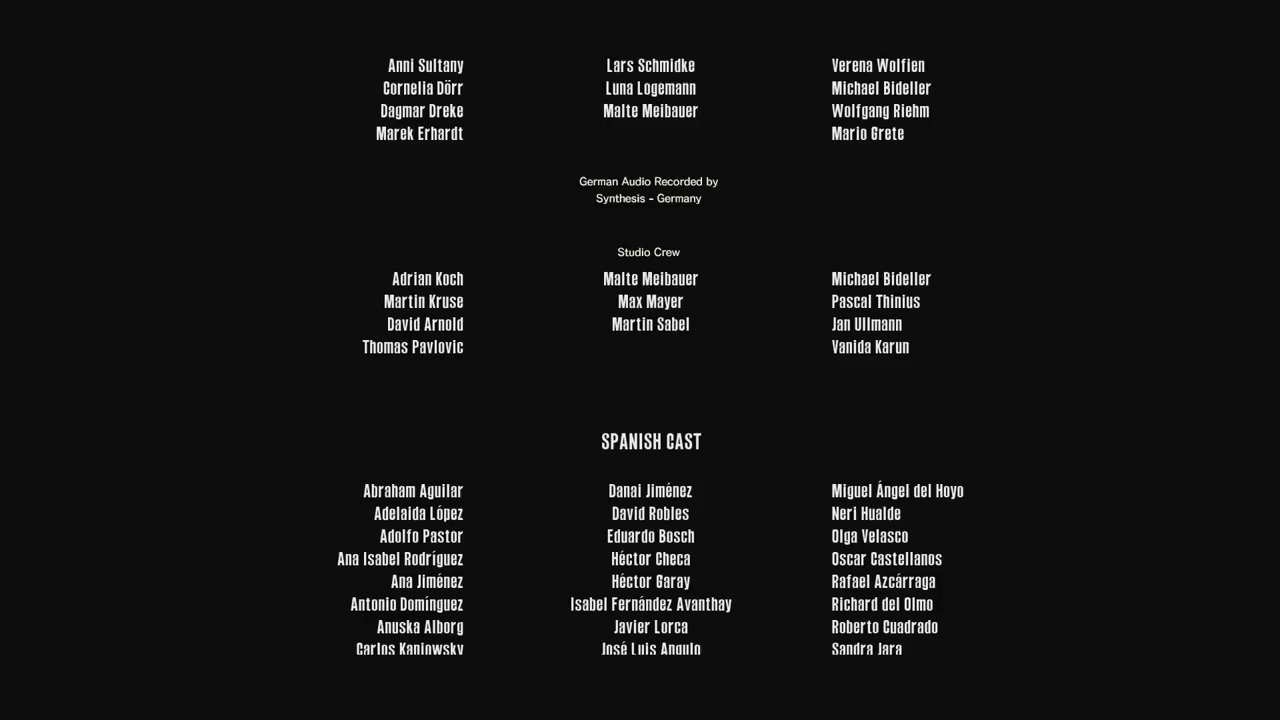 Anni Sultany Lars Schmidke Verena Wolfien
Cornelia Dörr Luna Logemann Michael Bideller
Dagmar Dreke Malte Meibauer Wolfgang Riehm
Marek Erhardt Mario Grete
German Audio Recorded by
Synthesis - Germany
Studio Crew
Adrian Koch Malte Meibauer Michael Bideller
Martin Kruse Max Mayer Pascal Thinius
David Arnold Martin Sabel Jan Ullmann
Thomas Pavlovic Vanida Karun
SPANISH CAST
Abraham Aguilar Danai Jiménez Miguel Ángel del Hoyo
Adelaida López David Robles Neri Hualde
Adolfo Pastor Eduardo Bosch Olga Velasco
Ana Isabel Rodríguez Héctor Checa Oscar Castellanos
Ana Jiménez Héctor Garay Rafael Azcárraga
Antonio Domínguez Isabel Fernández Avanthay Richard del Olmo
Anuska Alborg Javier Lorca Roberto Cuadrado
Carlos Kaniowsky José Luis Angulo Sandra Jara